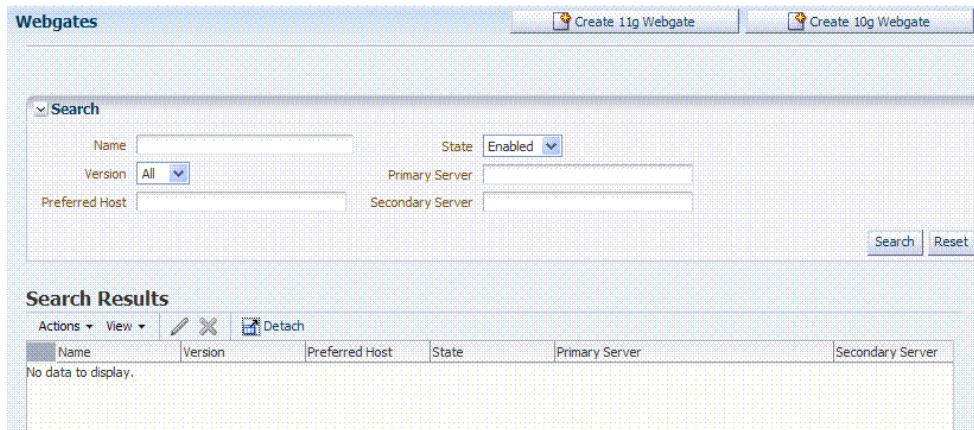 Webgates
Create 11g Webgate
Create 10g Webgate
Search
Name
State Enabled
Version All
Primary Server
Preferred Host
Secondary Server
Search Reset
Search Results
Actions View Detach
Name Version Preferred Host State Primary Server Secondary Server
No data to display.